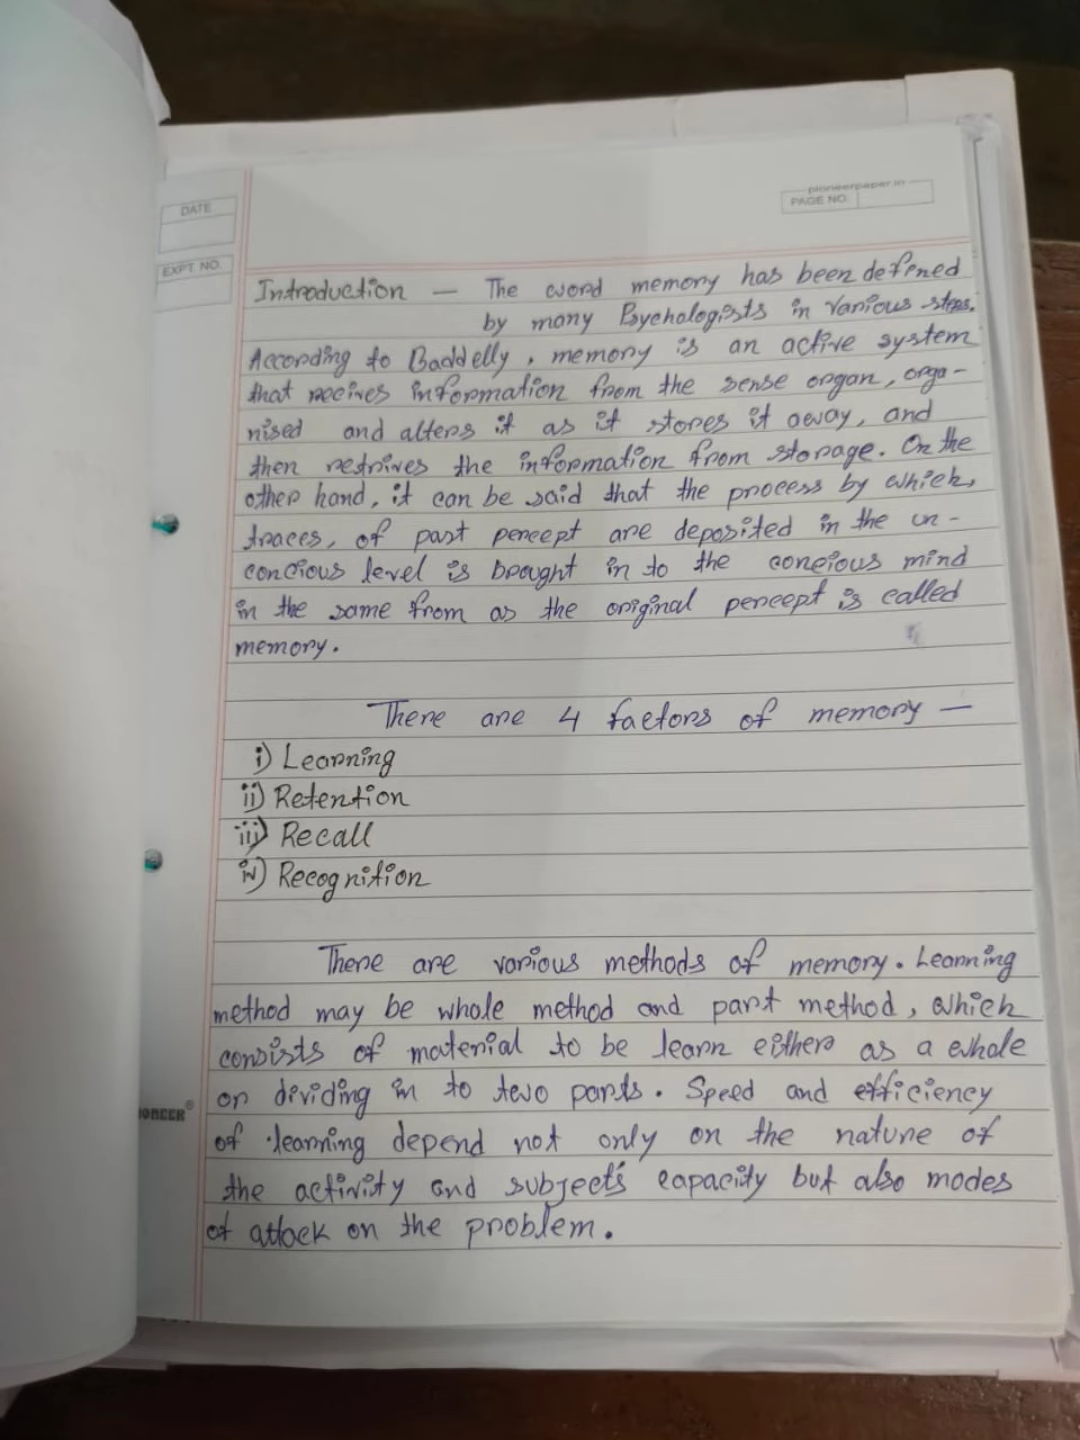 pioneerpaper.in
PAGE NO.
DATE
EXPT NO.
Introduction — The word memory has been defined
by many Psychologists in various
According to Baddelly, memory is an active system
that recives information from the sense organ, orga-
nised and alters it as it stores it away, and
then retrives the information from storage. On the
other hand, it can be said that the process by which,
traces, of past percept are deposited in the un-
concious level is brought in to the concious mind
in the same from as the original percept is called
memory.
There are 4 factors of memory —
i) Learning
ii) Retention
iii) Recall
iv) Recognition
There are various methods of memory. Learning
method may be whole method and part method, which
consists of material to be learn either as a whole
or dividing in to two parts. Speed and efficiency
of learning depend not only on the nature of
the activity and subject's capacity but also modes
of attack on the problem.
IONEER®